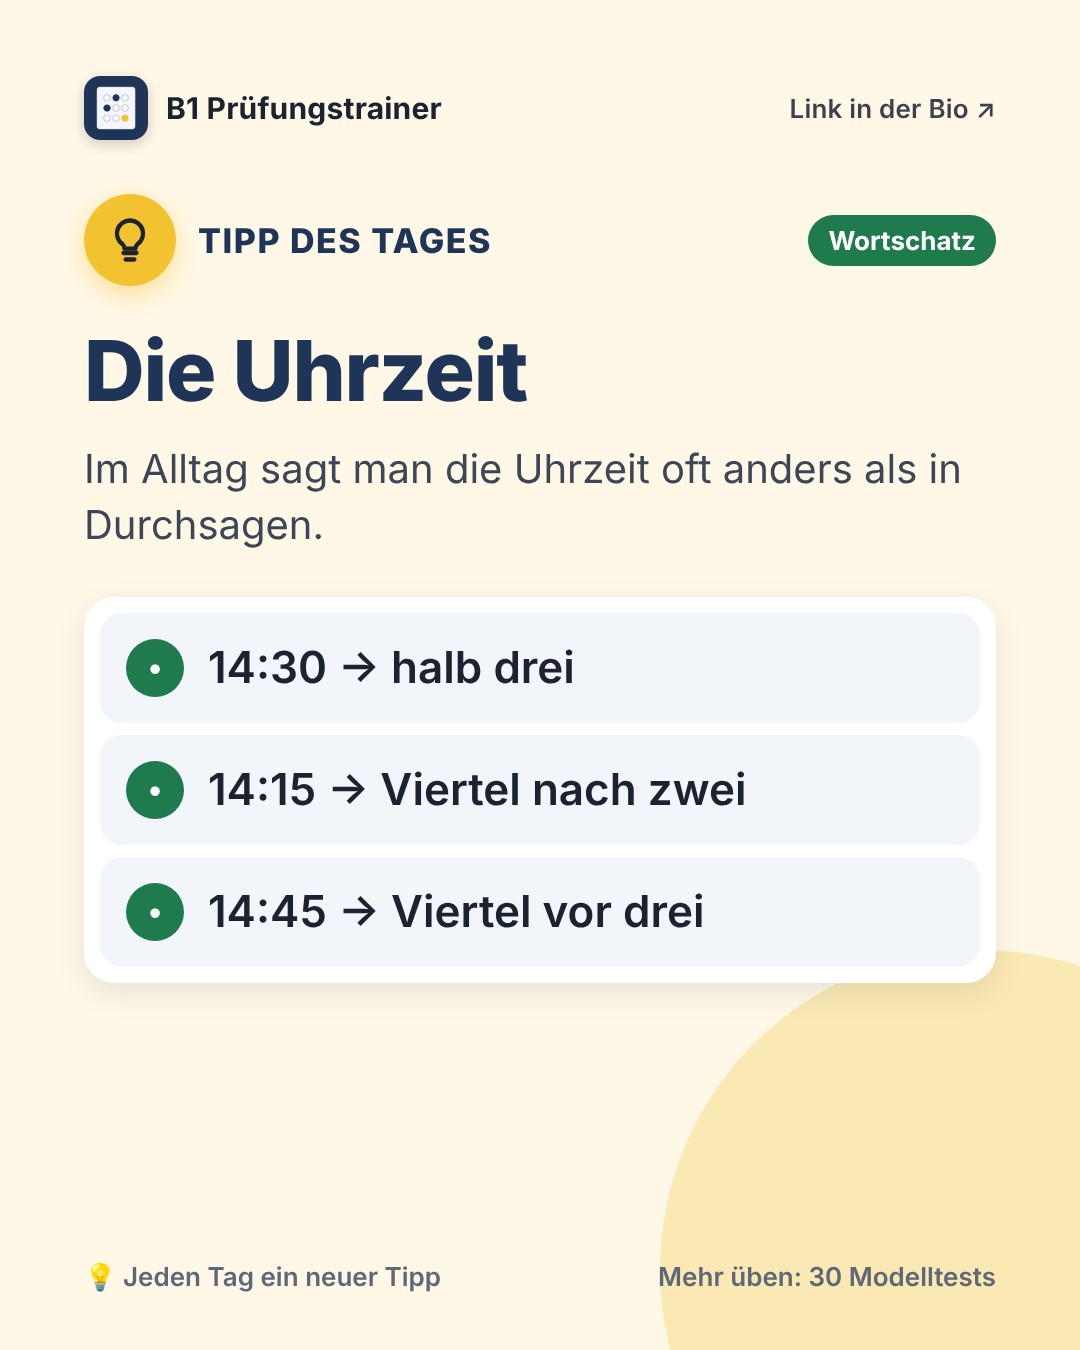 B1 Prüfungstrainer
Link in der Bio ↗
TIPP DES TAGES
Wortschatz
Die Uhrzeit
Im Alltag sagt man die Uhrzeit oft anders als in
Durchsagen.
14:30 → halb drei
14:15 → Viertel nach zwei
14:45 → Viertel vor drei
💡 Jeden Tag ein neuer Tipp
Mehr üben: 30 Modelltests